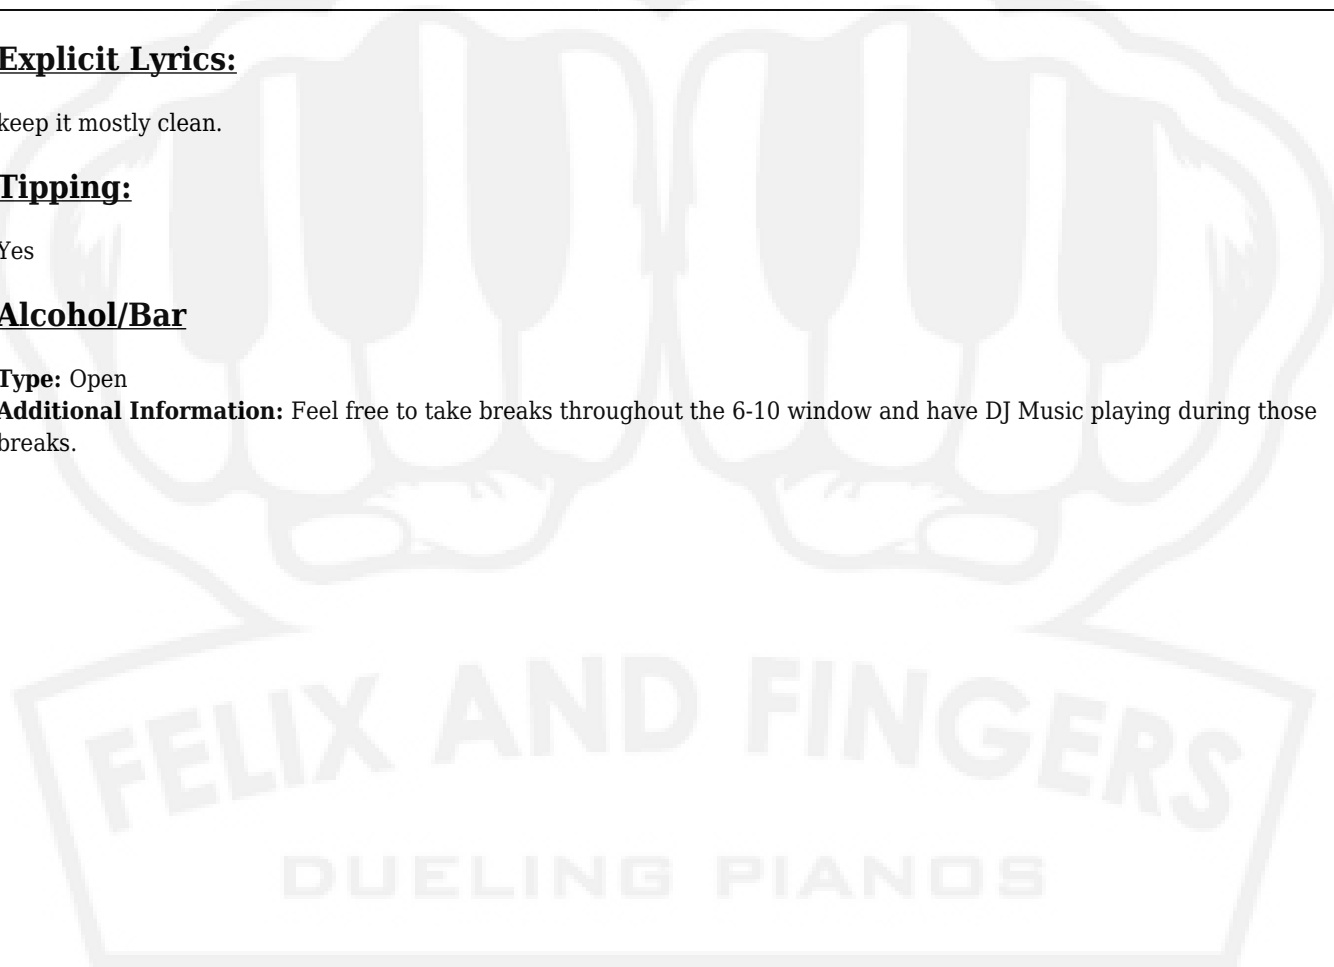 Explicit Lyrics:
keep it mostly clean.
Tipping:
Yes
Alcohol/Bar
Type: Open
Additional Information: Feel free to take breaks throughout the 6-10 window and have DJ Music playing during those
breaks.
FELIX AND FINGERS
DUELING PIANOS